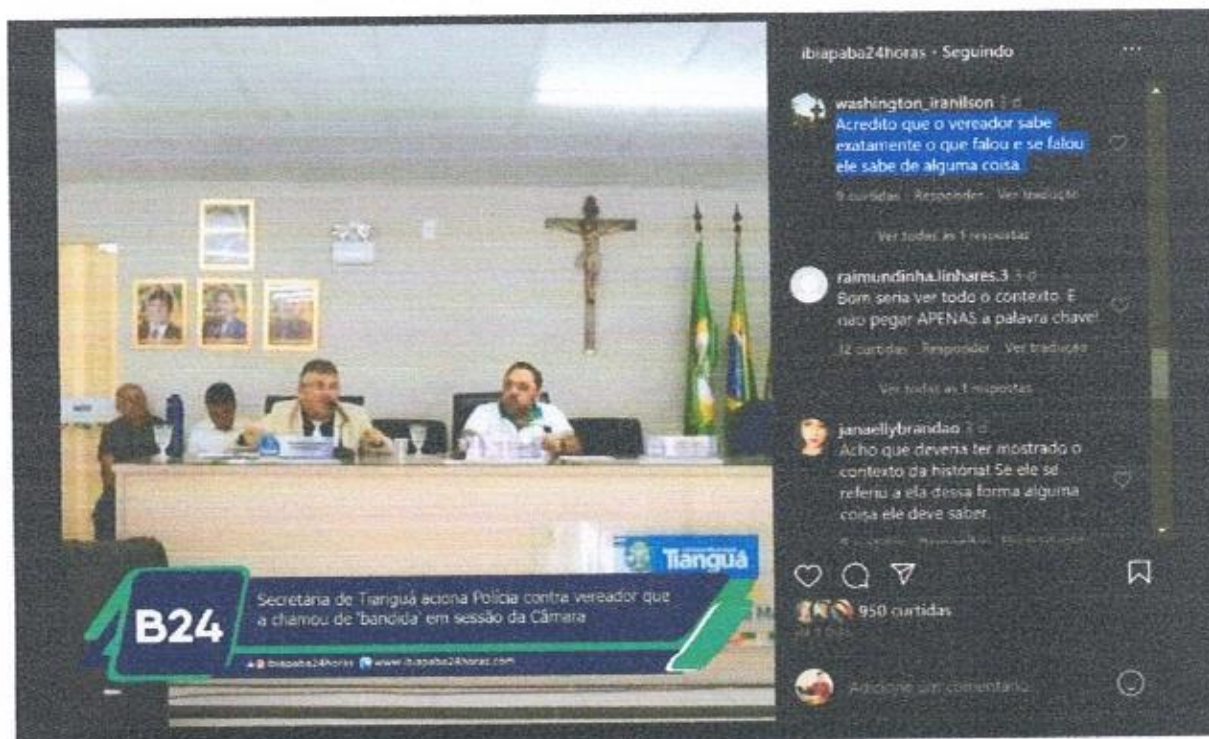 ibiapaba24horas • Seguindo
washington_iranilson 3 d
Acredito que o vereador sabe
exatamente o que falou e se falou
ele sabe de alguma coisa.
9 curtidas Responder Ver tradução
Ver todas as 1 respostas
raimundinha.linhares.3 3 d
Bom seria ver todo o contexto. E
não pegar APENAS a palavra chave!
12 curtidas Responder Ver tradução
Ver todas as 1 respostas
janaellybrandao 3 d
Acho que deveria ter mostrado o
contexto da história! Se ele se
referiu a ela dessa forma alguma
coisa ele deve saber.
950 curtidas
Adicione um comentário...
Tianguá
B24
Secretária de Tianguá aciona Polícia contra vereador que
a chamou de 'bandida' em sessão da Câmara
ibiapaba24horas www.ibiapaba24horas.com